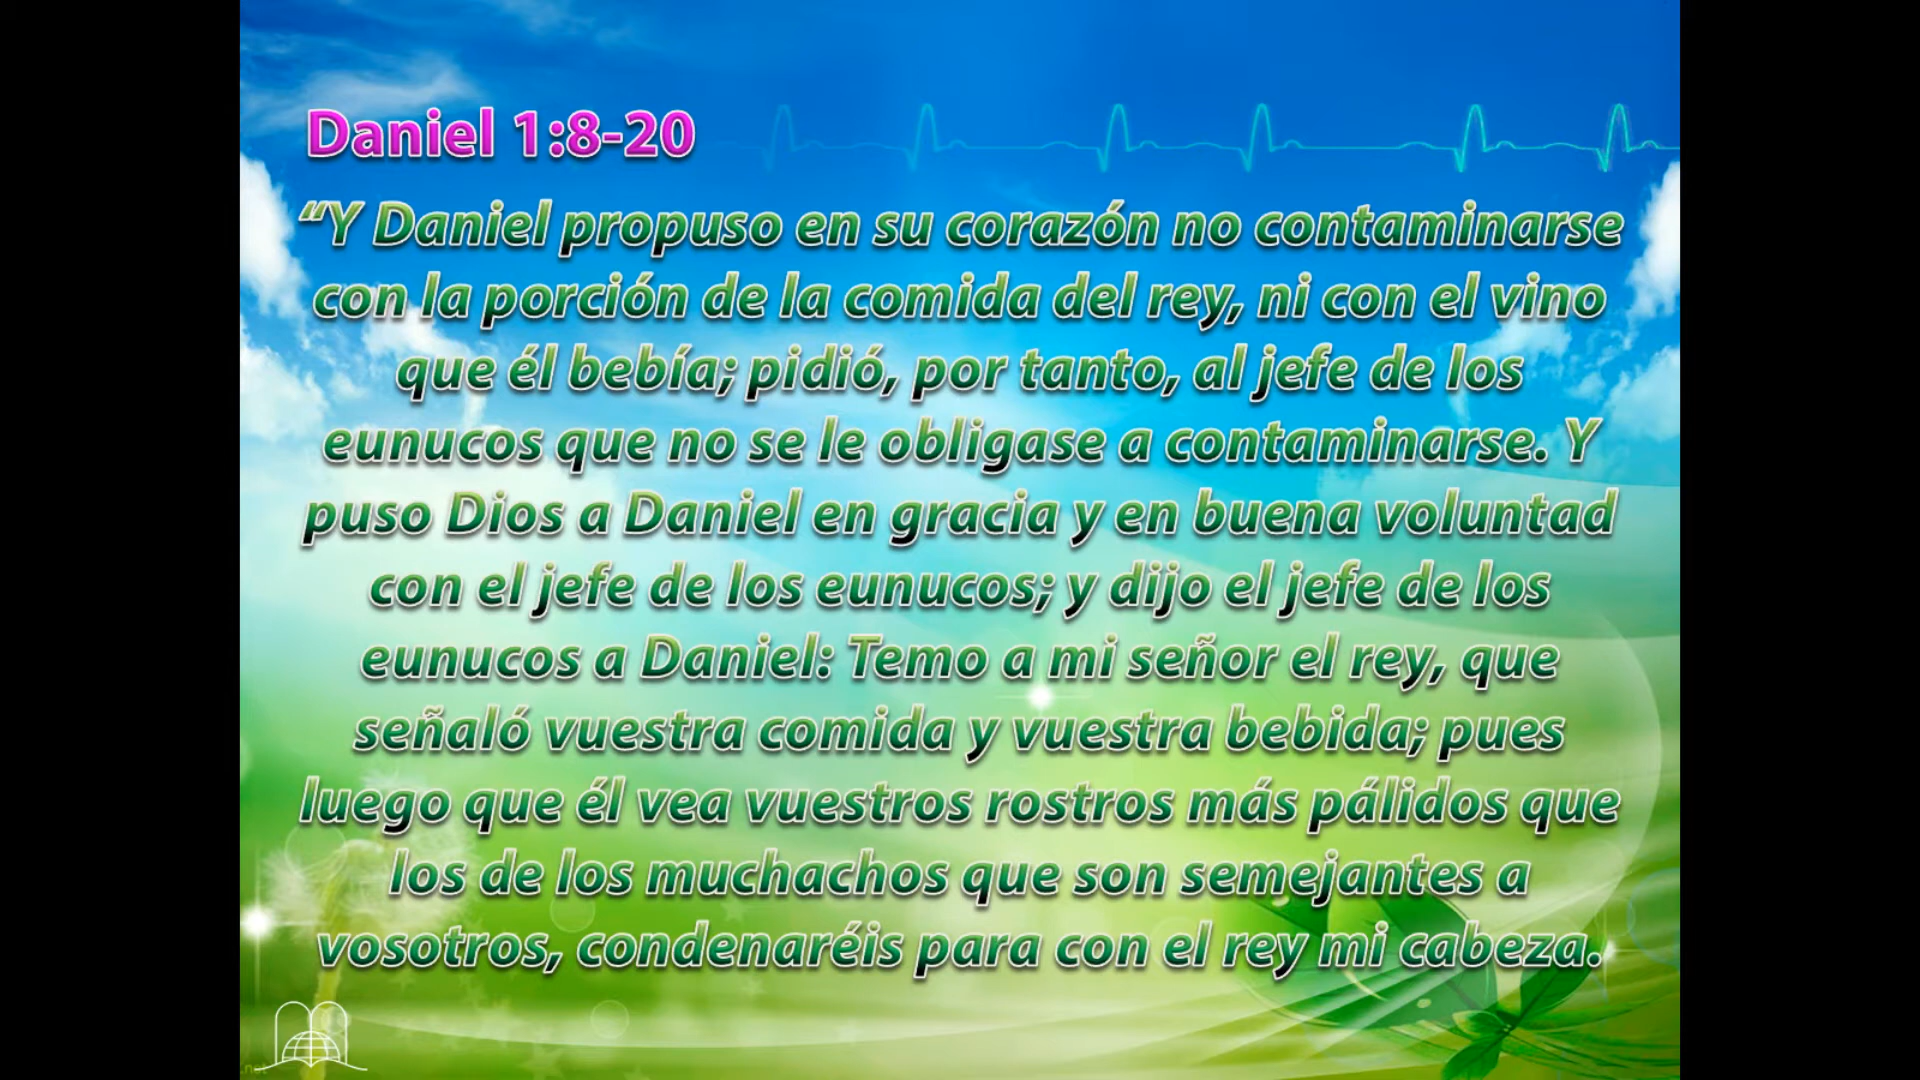 Daniel 1:8-20
“Y Daniel propuso en su corazón no contaminarse
con la porción de la comida del rey, ni con el vino
que él bebía; pidió, por tanto, al jefe de los
eunucos que no se le obligase a contaminarse. Y
puso Dios a Daniel en gracia y en buena voluntad
con el jefe de los eunucos; y dijo el jefe de los
eunucos a Daniel: Temo a mi señor el rey, que
señaló vuestra comida y vuestra bebida; pues
luego que él vea vuestros rostros más pálidos que
los de los muchachos que son semejantes a
vosotros, condenaréis para con el rey mi cabeza.
.net